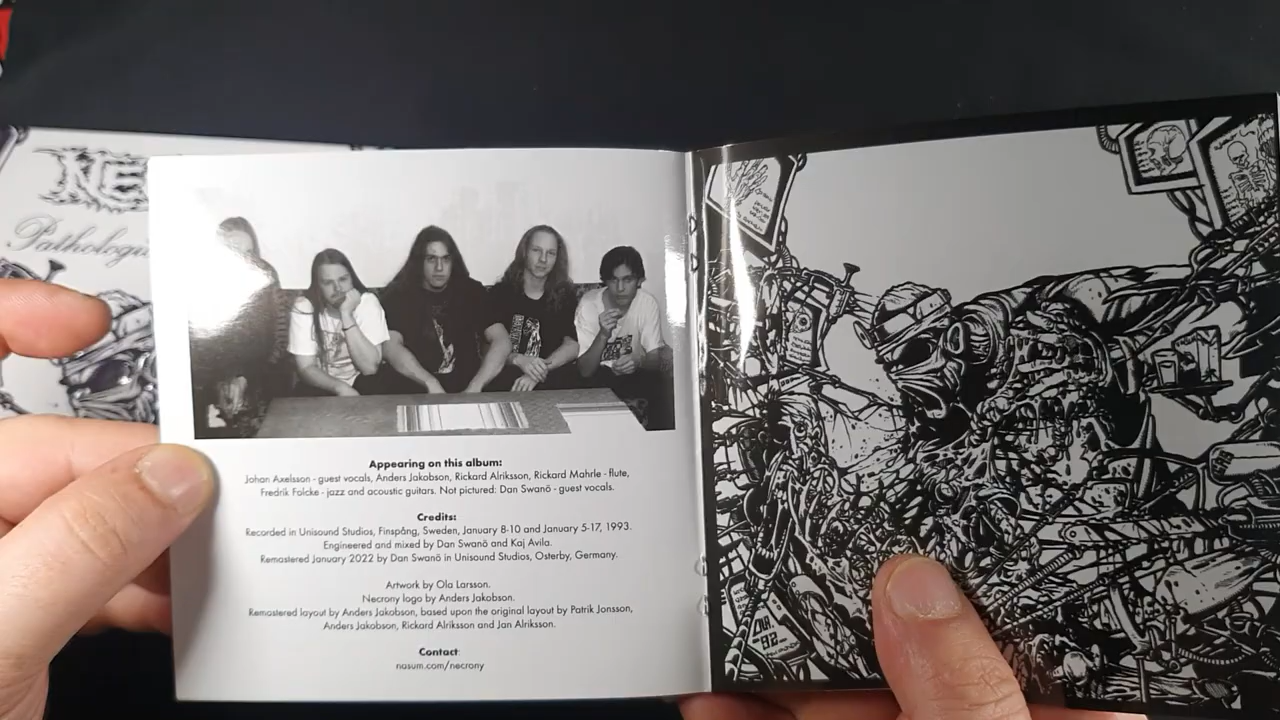 NE
Pathologi
Appearing on this album:
Johan Axelsson - guest vocals, Anders Jakobson, Rickard Alriksson, Rickard Mahrle - flute,
Fredrik Folcke - jazz and acoustic guitars. Not pictured: Dan Swanö - guest vocals.
Credits:
Recorded in Unisound Studios, Finspång, Sweden, January 8-10 and January 5-17, 1993.
Engineered and mixed by Dan Swanö and Kaj Avila.
Remastered January 2022 by Dan Swanö in Unisound Studios, Osterby, Germany.
Artwork by Ola Larsson.
Necrony logo by Anders Jakobson.
Remastered layout by Anders Jakobson, based upon the original layout by Patrik Jonsson,
Anders Jakobson, Rickard Alriksson and Jan Alriksson.
Contact:
nasum.com/necrony
OLA
-92-